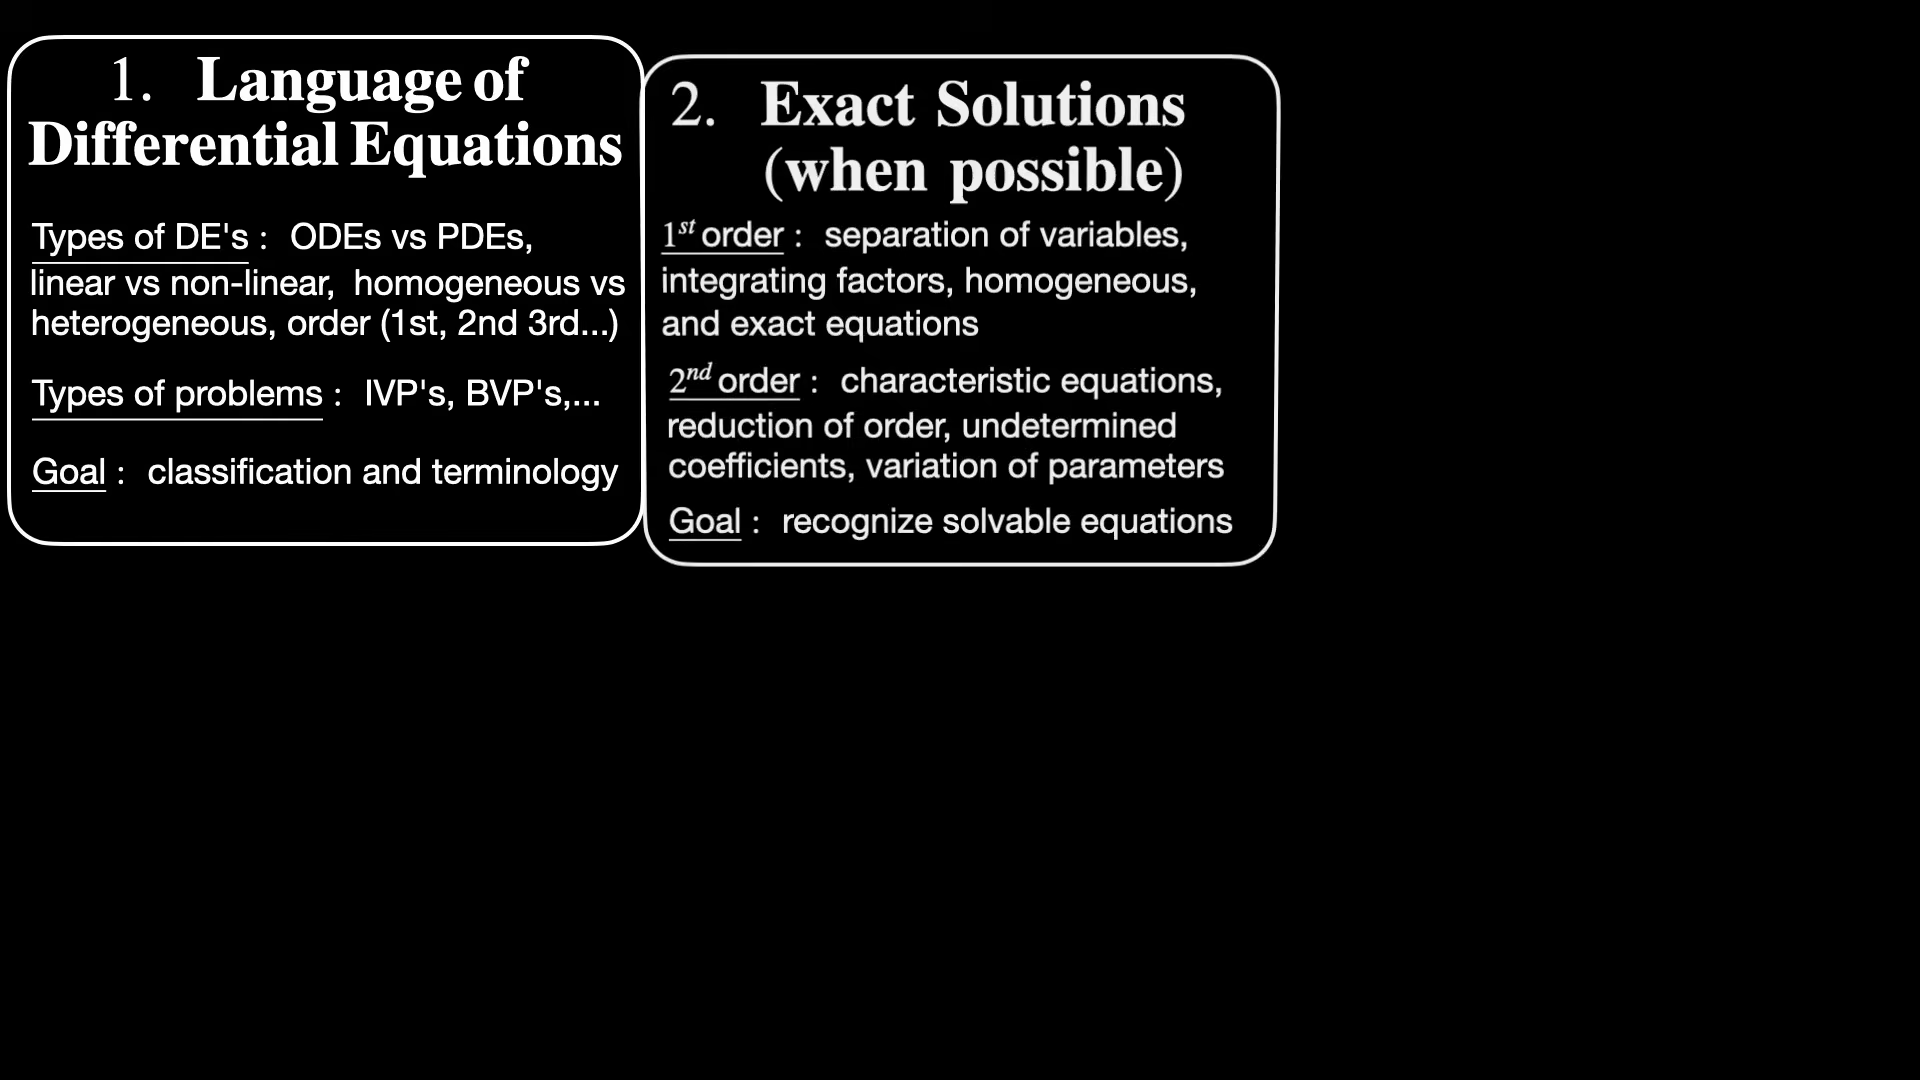 1. Language of
Differential Equations
Types of DE's : ODEs vs PDEs,
linear vs non-linear, homogeneous vs
heterogeneous, order (1st, 2nd 3rd...)
Types of problems : IVP's, BVP's,...
Goal : classification and terminology
2. Exact Solutions
(when possible)
1st order : separation of variables,
integrating factors, homogeneous,
and exact equations
2nd order : characteristic equations,
reduction of order, undetermined
coefficients, variation of parameters
Goal : recognize solvable equations